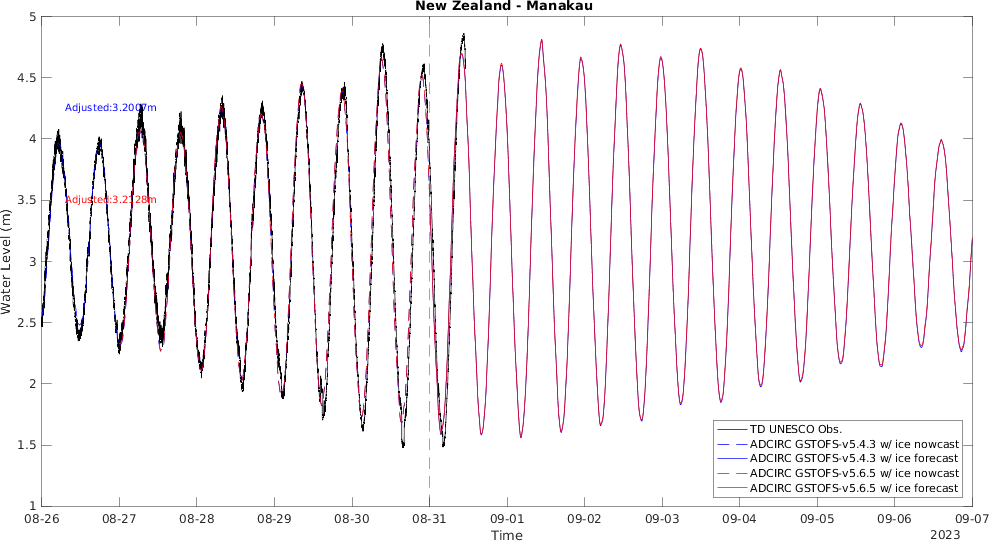 New Zealand - Manakau
Water Level (m)
5
4.5
4
3.5
3
2.5
2
1.5
1
Adjusted:3.2007m
Adjusted:3.2128m
TD UNESCO Obs.
ADCIRC GSTOFS-v5.4.3 w/ ice nowcast
ADCIRC GSTOFS-v5.4.3 w/ ice forecast
ADCIRC GSTOFS-v5.6.5 w/ ice nowcast
ADCIRC GSTOFS-v5.6.5 w/ ice forecast
08-26 08-27 08-28 08-29 08-30 08-31 09-01 09-02 09-03 09-04 09-05 09-06 09-07
Time
2023